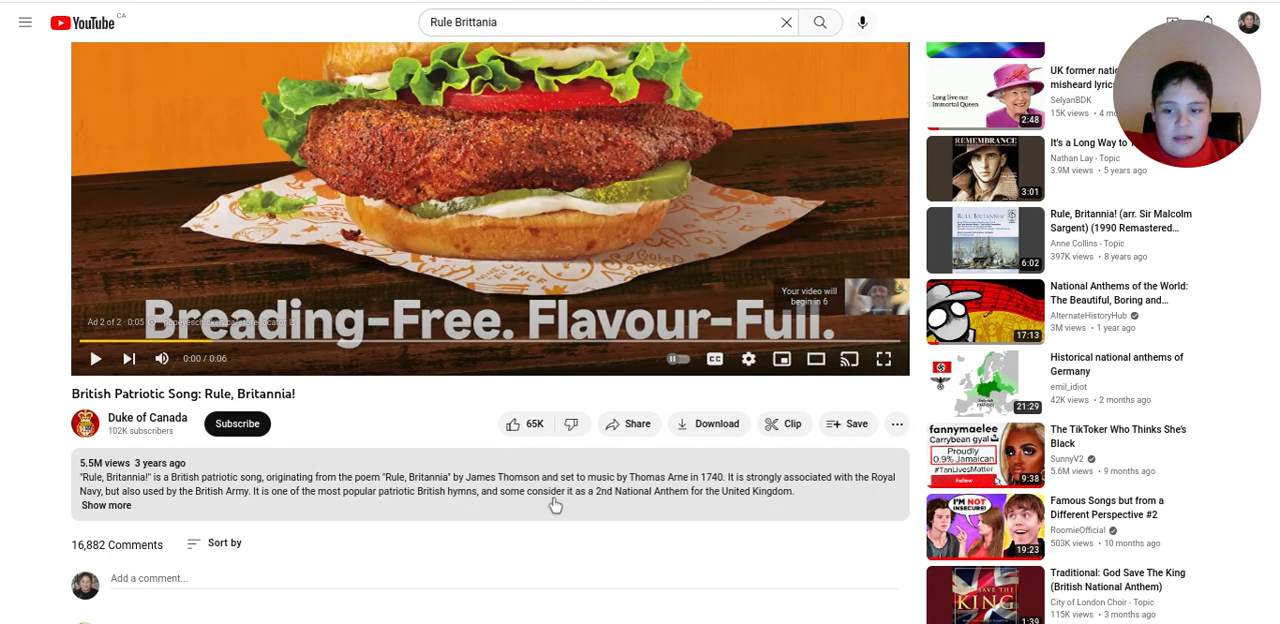 YouTube CA
Rule Brittania
Breading-Free. Flavour-Full.
Your video will
begin in 6
Ad 2 of 2 · 0:05
0:00 / 0:06
CC
British Patriotic Song: Rule, Britannia!
Duke of Canada
102K subscribers
Subscribe
65K
Share
Download
Clip
Save
5.5M views 3 years ago
"Rule, Britannia!" is a British patriotic song, originating from the poem "Rule, Britannia" by James Thomson and set to music by Thomas Arne in 1740. It is strongly associated with the Royal
Navy, but also used by the British Army. It is one of the most popular patriotic British hymns, and some consider it as a 2nd National Anthem for the United Kingdom.
Show more
16,882 Comments
Sort by
Add a comment...
Long live our
Immortal Queen
2:48
UK former
misheard
SelyanBDK
15K views
REMEMBRANCE
3:01
It's a Long Way to
Nathan Lay - Topic
3.9M views • 5 years ago
RULE, BRITANNIA!
6:02
Rule, Britannia! (arr. Sir Malcolm
Sargent) (1990 Remastered...
Anne Collins - Topic
397K views • 8 years ago
17:13
National Anthems of the World:
The Beautiful, Boring and...
AlternateHistoryHub
3M views • 1 year ago
21:29
Historical national anthems of
Germany
emil_idiot
42K views • 2 months ago
fannymaelee
Carrybean gyal
Proudly
0.9% Jamaican
#TanLivesMatter
Follow
9:38
The TikToker Who Thinks She's
Black
SunnyV2
5.6M views • 9 months ago
I'M NOT
INSECURE!
19:23
Famous Songs but from a
Different Perspective #2
RoomieOfficial
503K views • 10 months ago
SAVE THE
KING
1:39
Traditional: God Save The King
(British National Anthem)
City of London Choir - Topic
115K views • 3 months ago